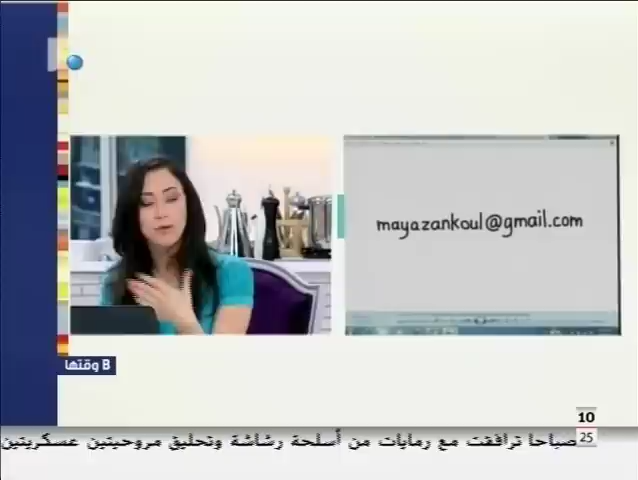 mayazankoul@gmail.com
B وقتها
10
25
صباحا ترافقت مع رمايات من أسلحة رشاشة وتحليق مروحيتين عسكريتين